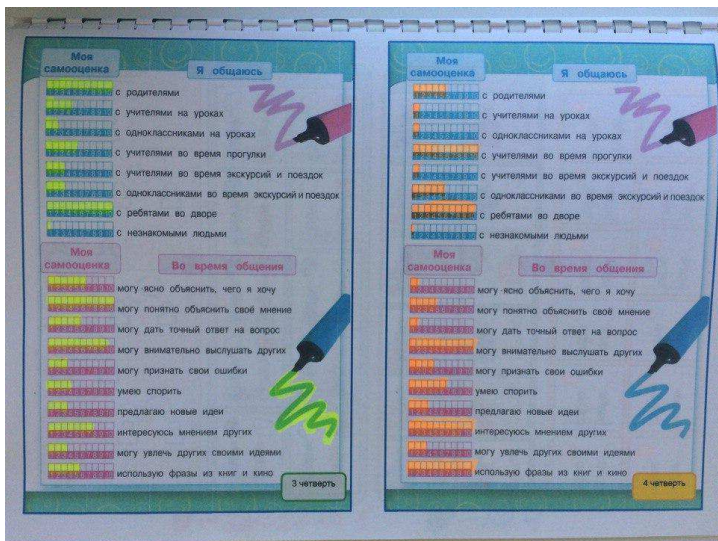 Моя
самооценка
Я общаюсь
с родителями
с учителями на уроках
с одноклассниками на уроках
с учителями во время прогулки
с учителями во время экскурсий и поездок
с одноклассниками во время экскурсий и поездок
с ребятами во дворе
с незнакомыми людьми
Моя
самооценка
Во время общения
могу ясно объяснить, чего я хочу
могу понятно объяснить своё мнение
могу дать точный ответ на вопрос
могу внимательно выслушать других
могу признать свои ошибки
умею спорить
предлагаю новые идеи
интересуюсь мнением других
могу увлечь других своими идеями
использую фразы из книг и кино
3 четверть
Моя
самооценка
Я общаюсь
с родителями
с учителями на уроках
с одноклассниками на уроках
с учителями во время прогулки
с учителями во время экскурсий и поездок
с одноклассниками во время экскурсий и поездок
с ребятами во дворе
с незнакомыми людьми
Моя
самооценка
Во время общения
могу ясно объяснить, чего я хочу
могу понятно объяснить своё мнение
могу дать точный ответ на вопрос
могу внимательно выслушать других
могу признать свои ошибки
умею спорить
предлагаю новые идеи
интересуюсь мнением других
могу увлечь других своими идеями
использую фразы из книг и кино
4 четверть